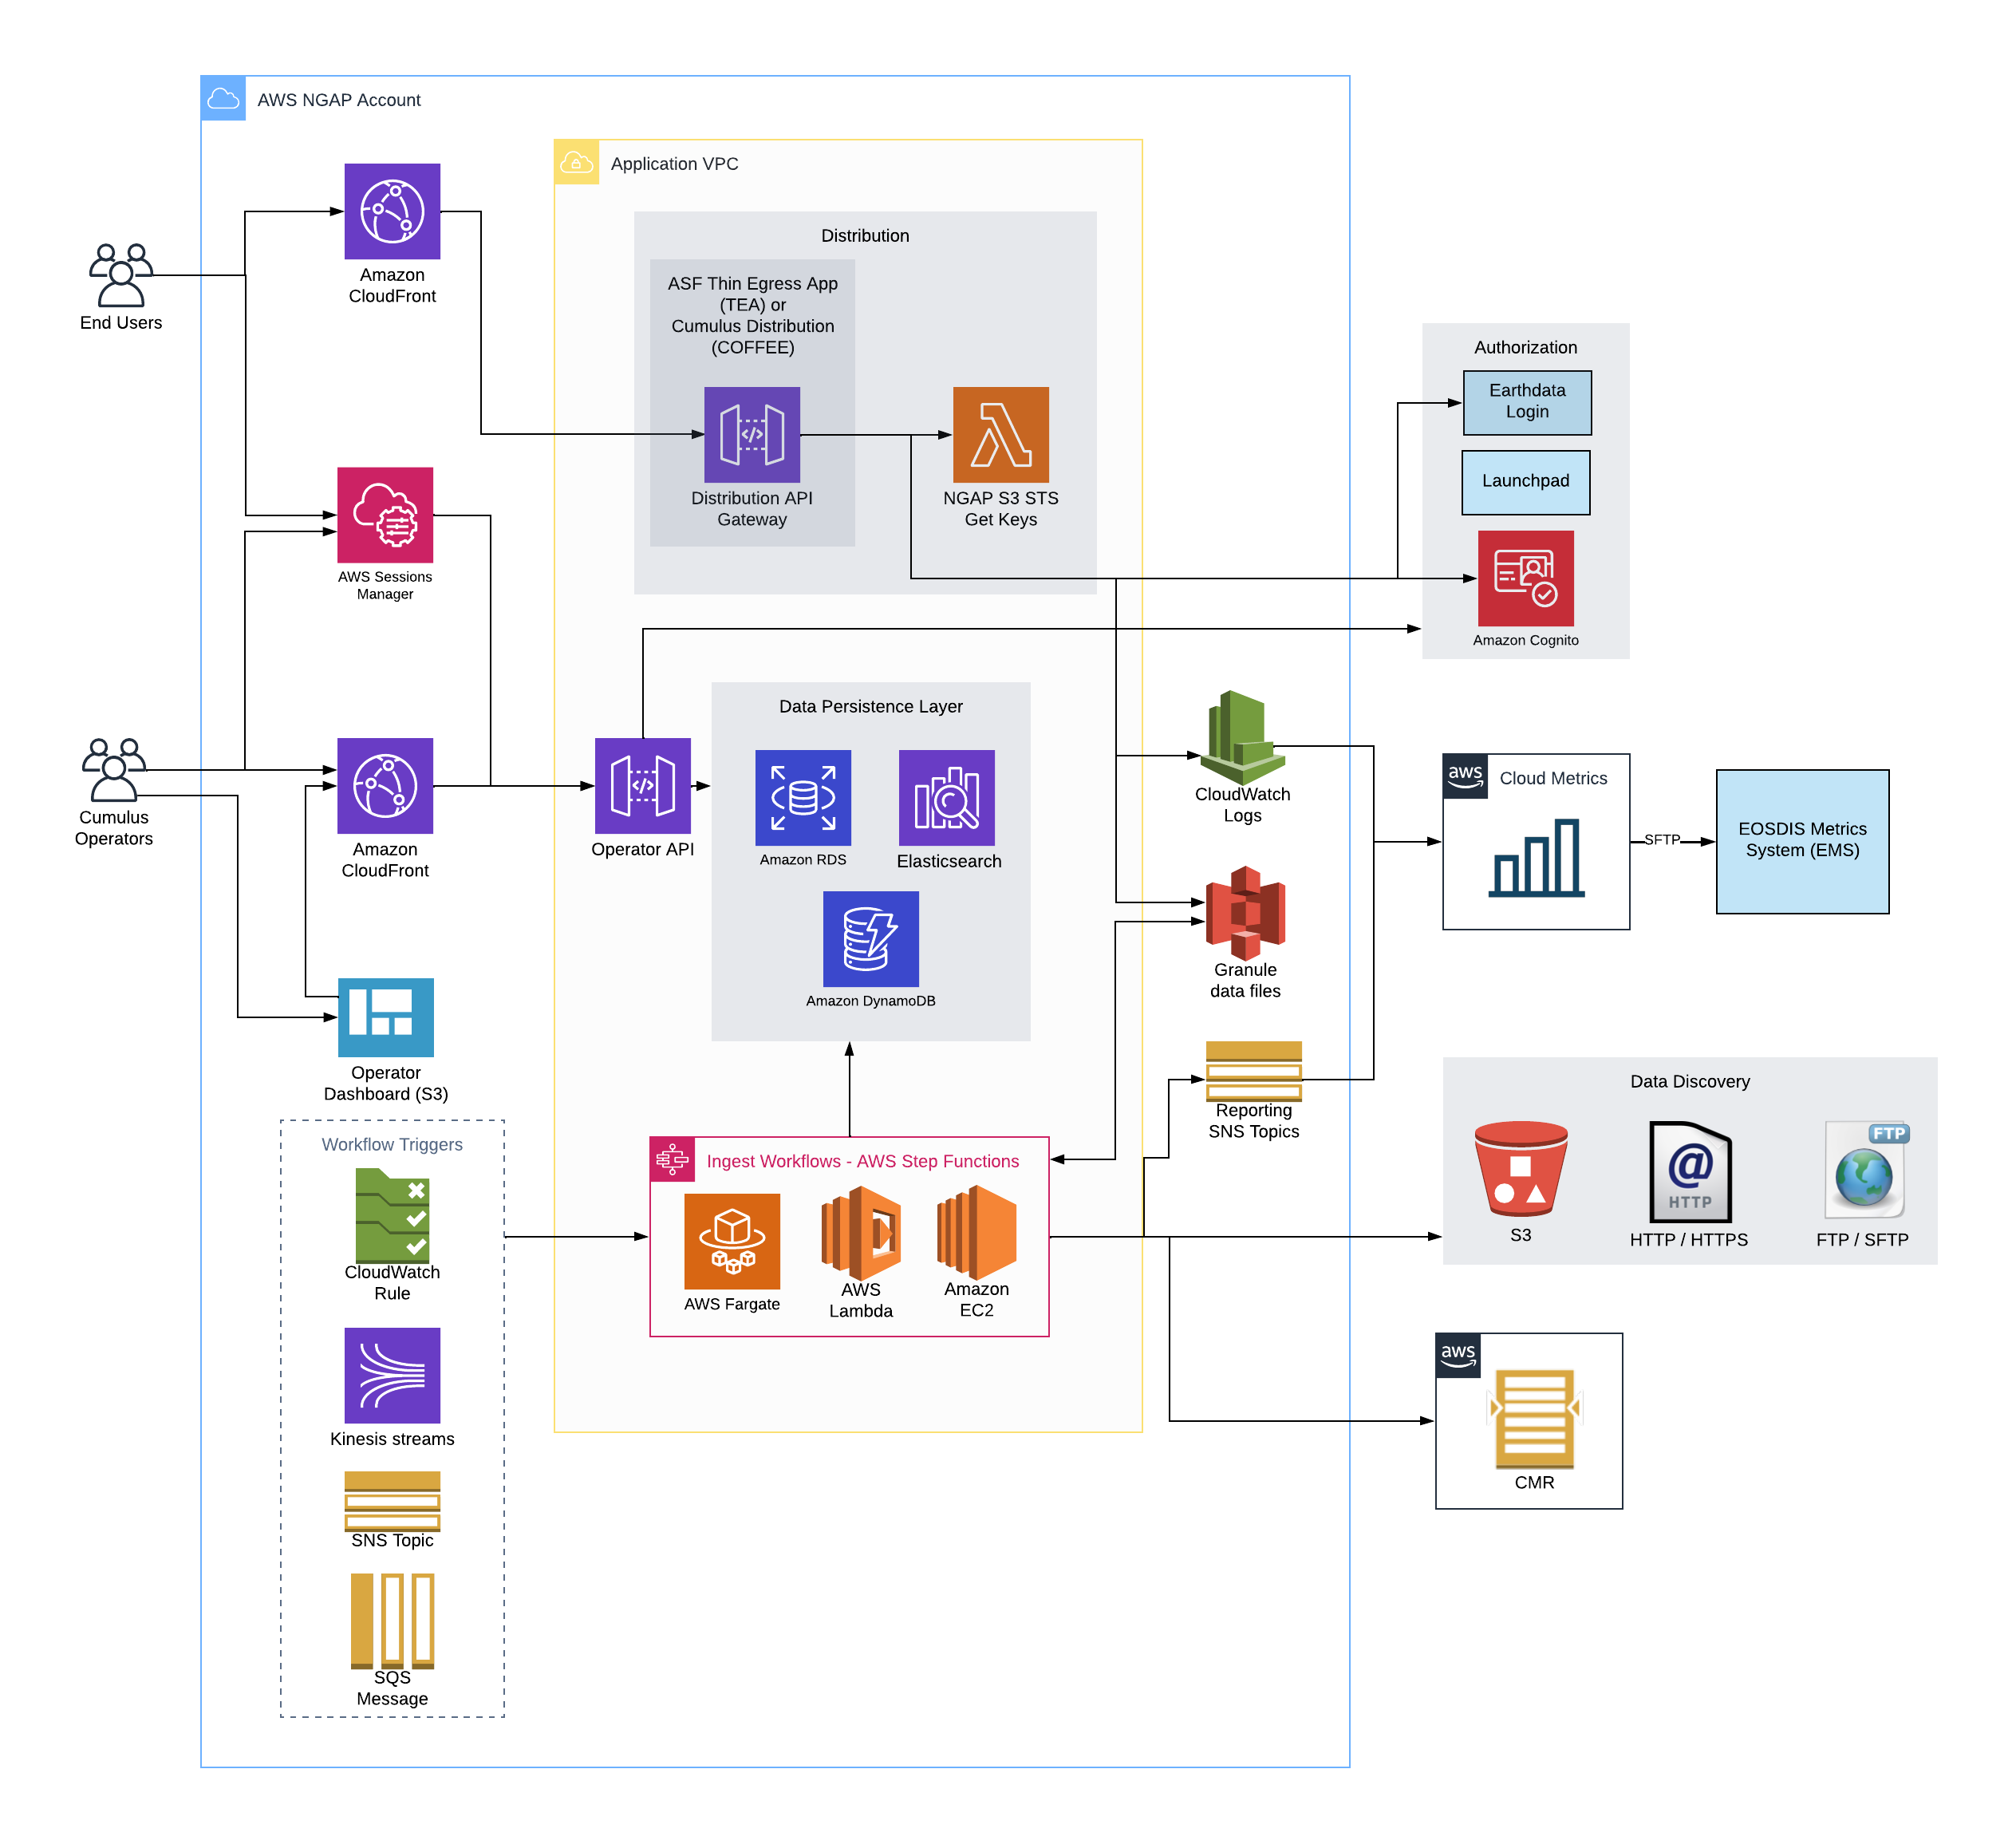 AWS NGAP Account
Application VPC
Amazon
CloudFront
End Users
Distribution
ASF Thin Egress App
(TEA) or
Cumulus Distribution
(COFFEE)
Distribution API
Gateway
NGAP S3 STS
Get Keys
Authorization
Earthdata
Login
Launchpad
Amazon Cognito
AWS Sessions
Manager
Cumulus
Operators
Amazon
CloudFront
Operator API
Data Persistence Layer
Amazon RDS
Elasticsearch
Amazon DynamoDB
CloudWatch
Logs
Granule
data files
Reporting
SNS Topics
aws
Cloud Metrics
SFTP
EOSDIS Metrics
System (EMS)
Operator
Dashboard (S3)
Workflow Triggers
CloudWatch
Rule
Kinesis streams
SNS Topic
SQS
Message
Ingest Workflows - AWS Step Functions
AWS Fargate
AWS
Lambda
Amazon
EC2
Data Discovery
S3
@
HTTP
HTTP / HTTPS
FTP
FTP / SFTP
aws
CMR